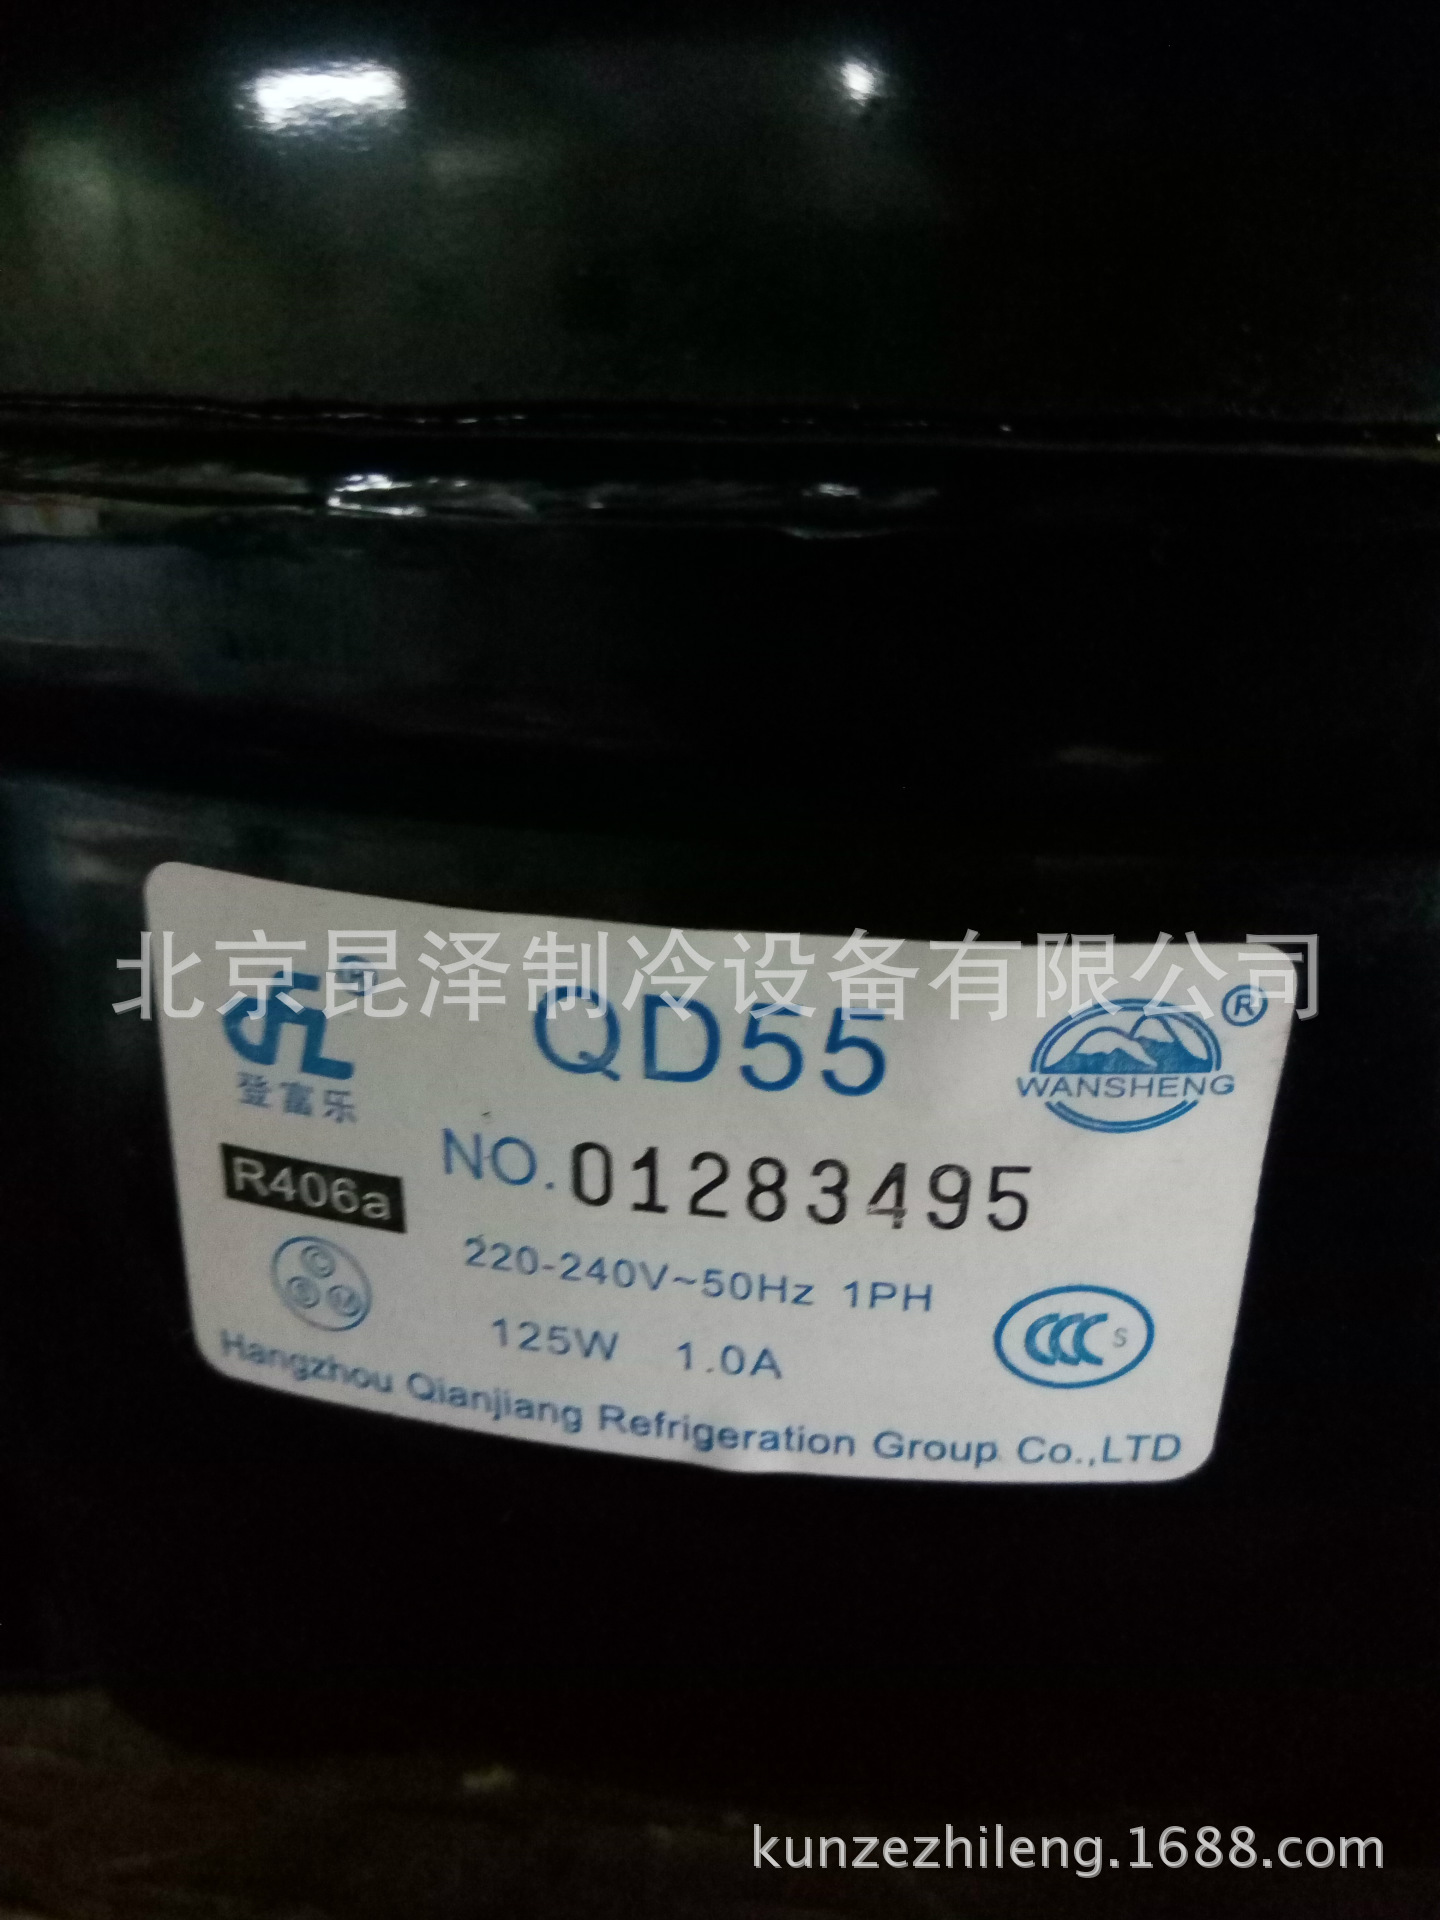 北京昆泽制冷设备有限公司
®
QD55
®
登富乐
WANSHENG
NO. 01283495
R406a
C
S M
220-240V~50Hz 1PH
CCC S
125W 1.0A
Hangzhou Qianjiang Refrigeration Group Co.,LTD
kunzezhileng.1688.com